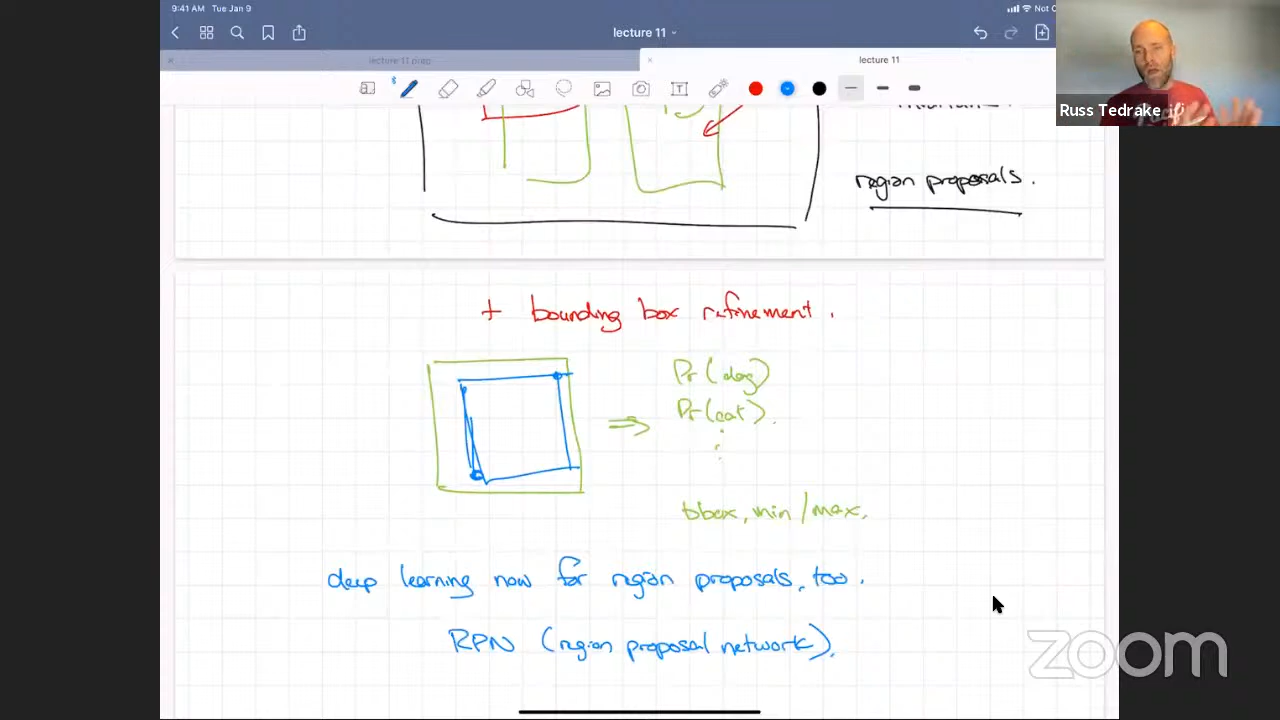 9:41 AM Tue Jan 9
lecture 11
lecture 11 prep
lecture 11
Russ Tedrake
region proposals.
+ bounding box refinement.
Pr(dog)
Pr(cat).
bbox, min/max.
deep learning now for region proposals, too.
RPN (region proposal network).
zoom